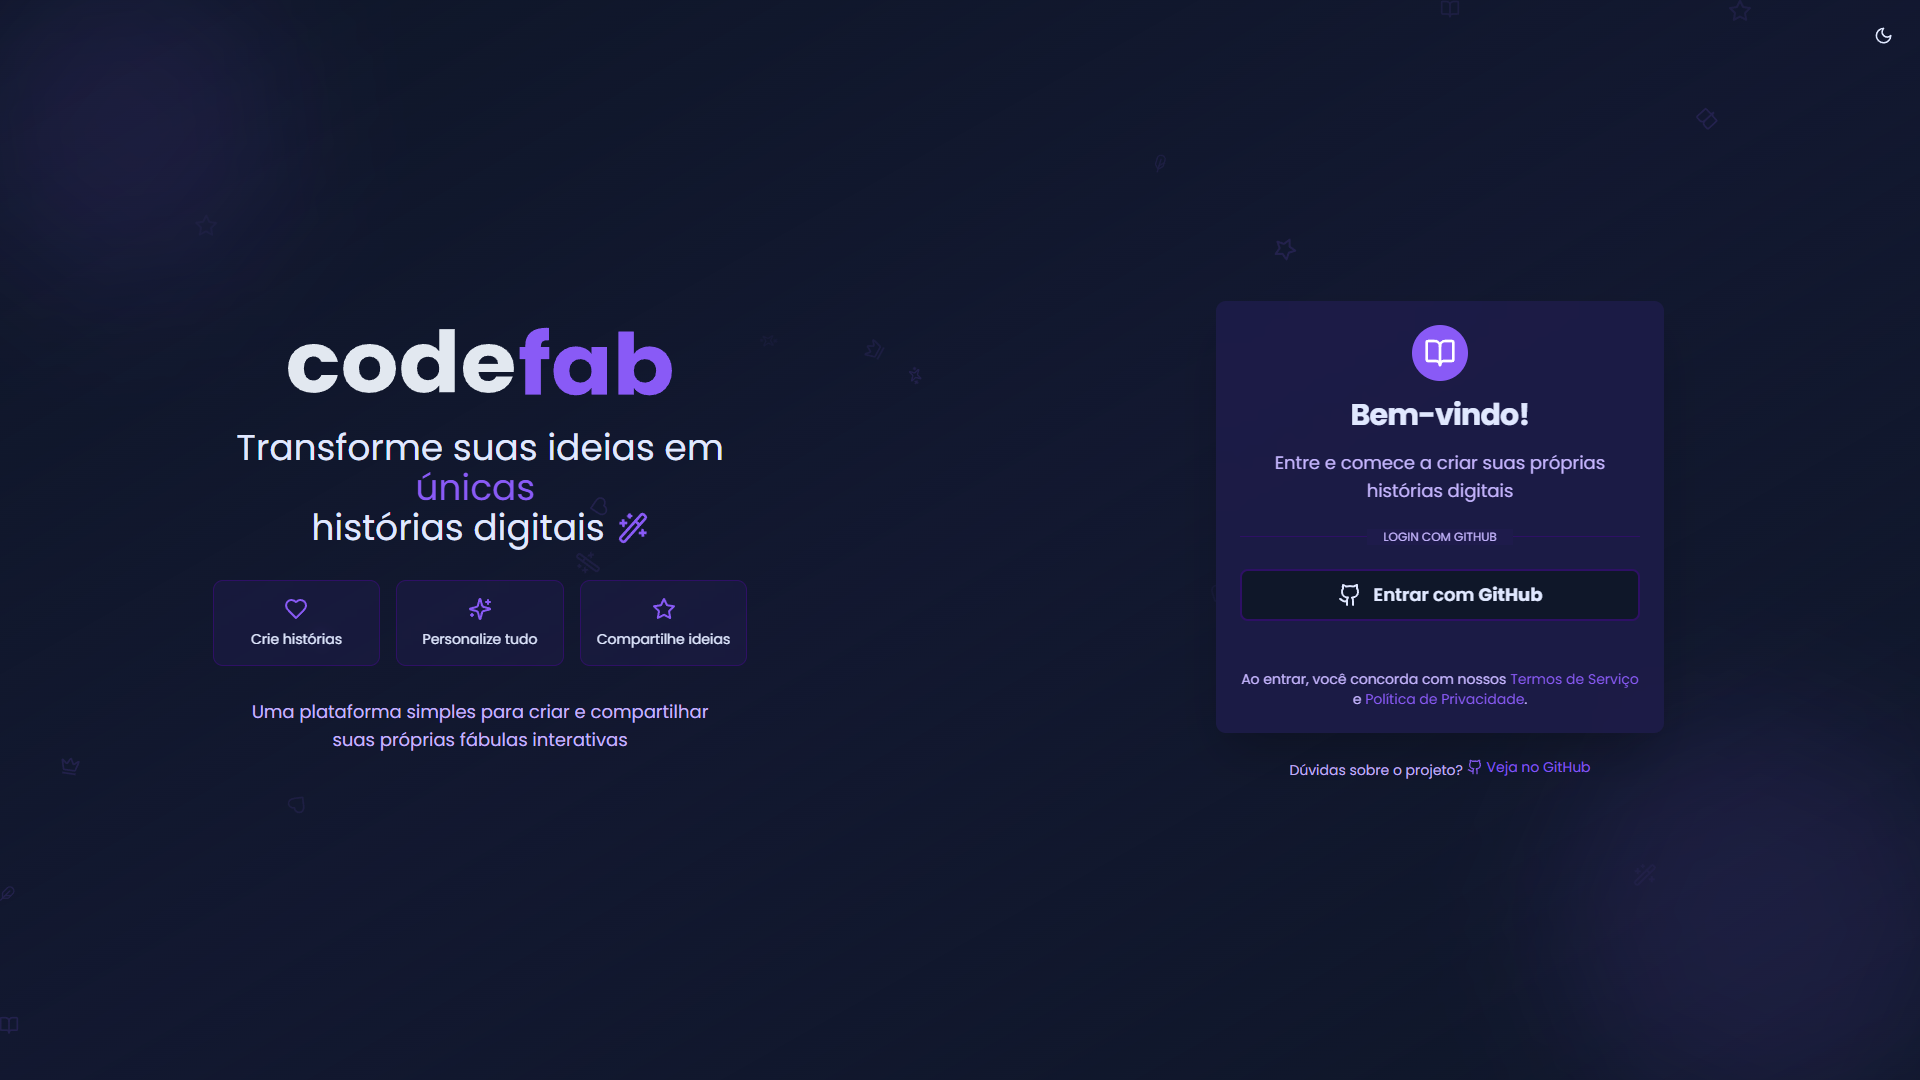 codefab
Transforme suas ideias em
únicas
histórias digitais
Crie histórias
Personalize tudo
Compartilhe ideias
Uma plataforma simples para criar e compartilhar
suas próprias fábulas interativas
Bem-vindo!
Entre e comece a criar suas próprias
histórias digitais
LOGIN COM GITHUB
Entrar com GitHub
Ao entrar, você concorda com nossos Termos de Serviço
e Política de Privacidade.
Dúvidas sobre o projeto? Veja no GitHub